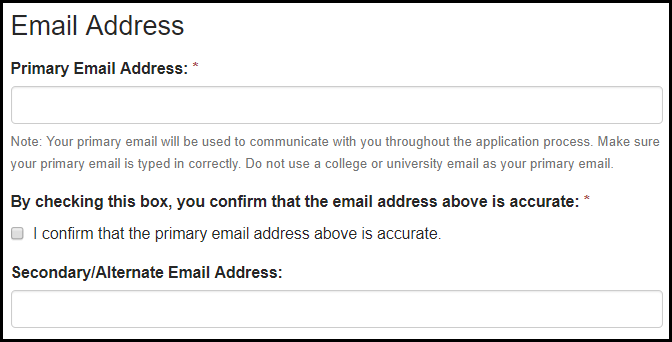 Email Address
Primary Email Address: *
Note: Your primary email will be used to communicate with you throughout the application process. Make sure
your primary email is typed in correctly. Do not use a college or university email as your primary email.
By checking this box, you confirm that the email address above is accurate: *
I confirm that the primary email address above is accurate.
Secondary/Alternate Email Address: